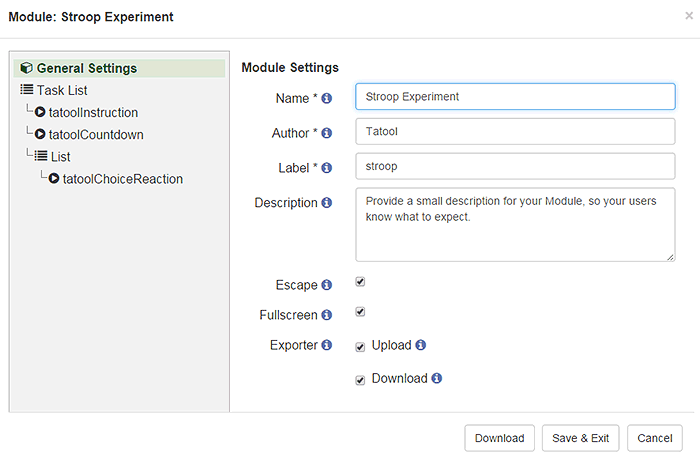 Module: Stroop Experiment
×
General Settings
Task List
tatoolInstruction
tatoolCountdown
List
tatoolChoiceReaction
Module Settings
Name *
Stroop Experiment
Author *
Tatool
Label *
stroop
Description
Provide a small description for your Module, so your users
know what to expect.
Escape
Fullscreen
Exporter
Upload
Download
Download
Save & Exit
Cancel